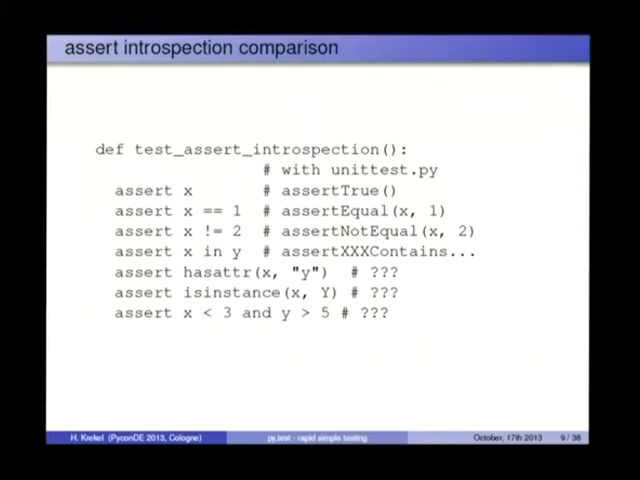 assert introspection comparison
def test_assert_introspection():
# with unittest.py
assert x # assertTrue()
assert x == 1 # assertEqual(x, 1)
assert x != 2 # assertNotEqual(x, 2)
assert x in y # assertXXXContains...
assert hasattr(x, "y") # ???
assert isinstance(x, Y) # ???
assert x < 3 and y > 5 # ???
H. Krekel (PyconDE 2013, Cologne) py.test - rapid simple testing October, 17th 2013 9 / 38